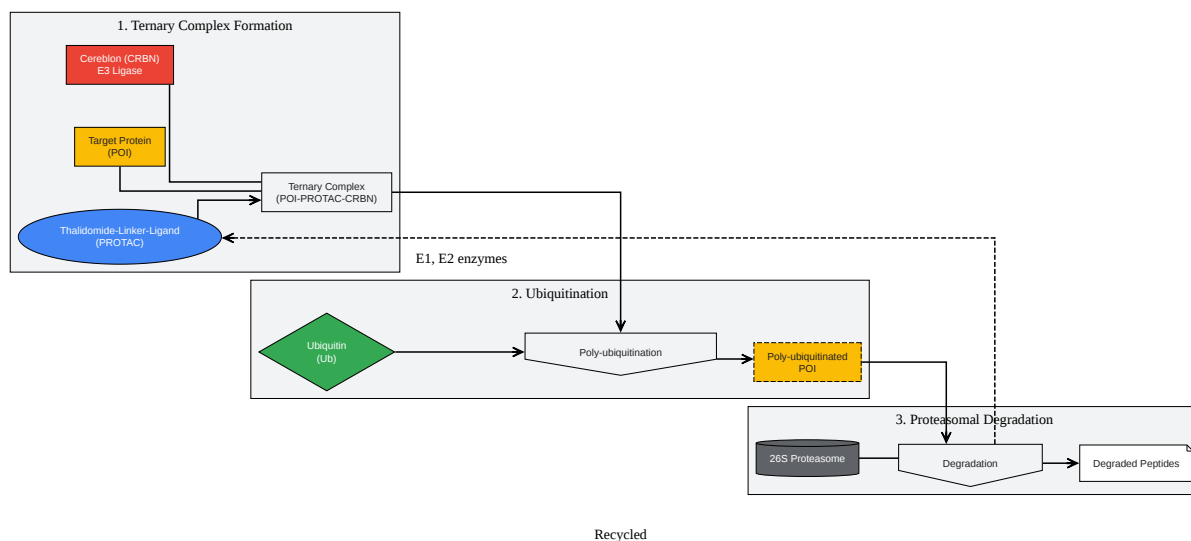 1. Ternary Complex Formation
Cereblon (CRBN)
E3 Ligase
Target Protein
(POI)
Ternary Complex
(POI-PROTAC-CRBN)
Thalidomide-Linker-Ligand
(PROTAC)
E1, E2 enzymes
2. Ubiquitination
Ubiquitin
(Ub)
Poly-ubiquitination
Poly-ubiquitinated
POI
3. Proteasomal Degradation
26S Proteasome
Degradation
Degraded Peptides
Recycled